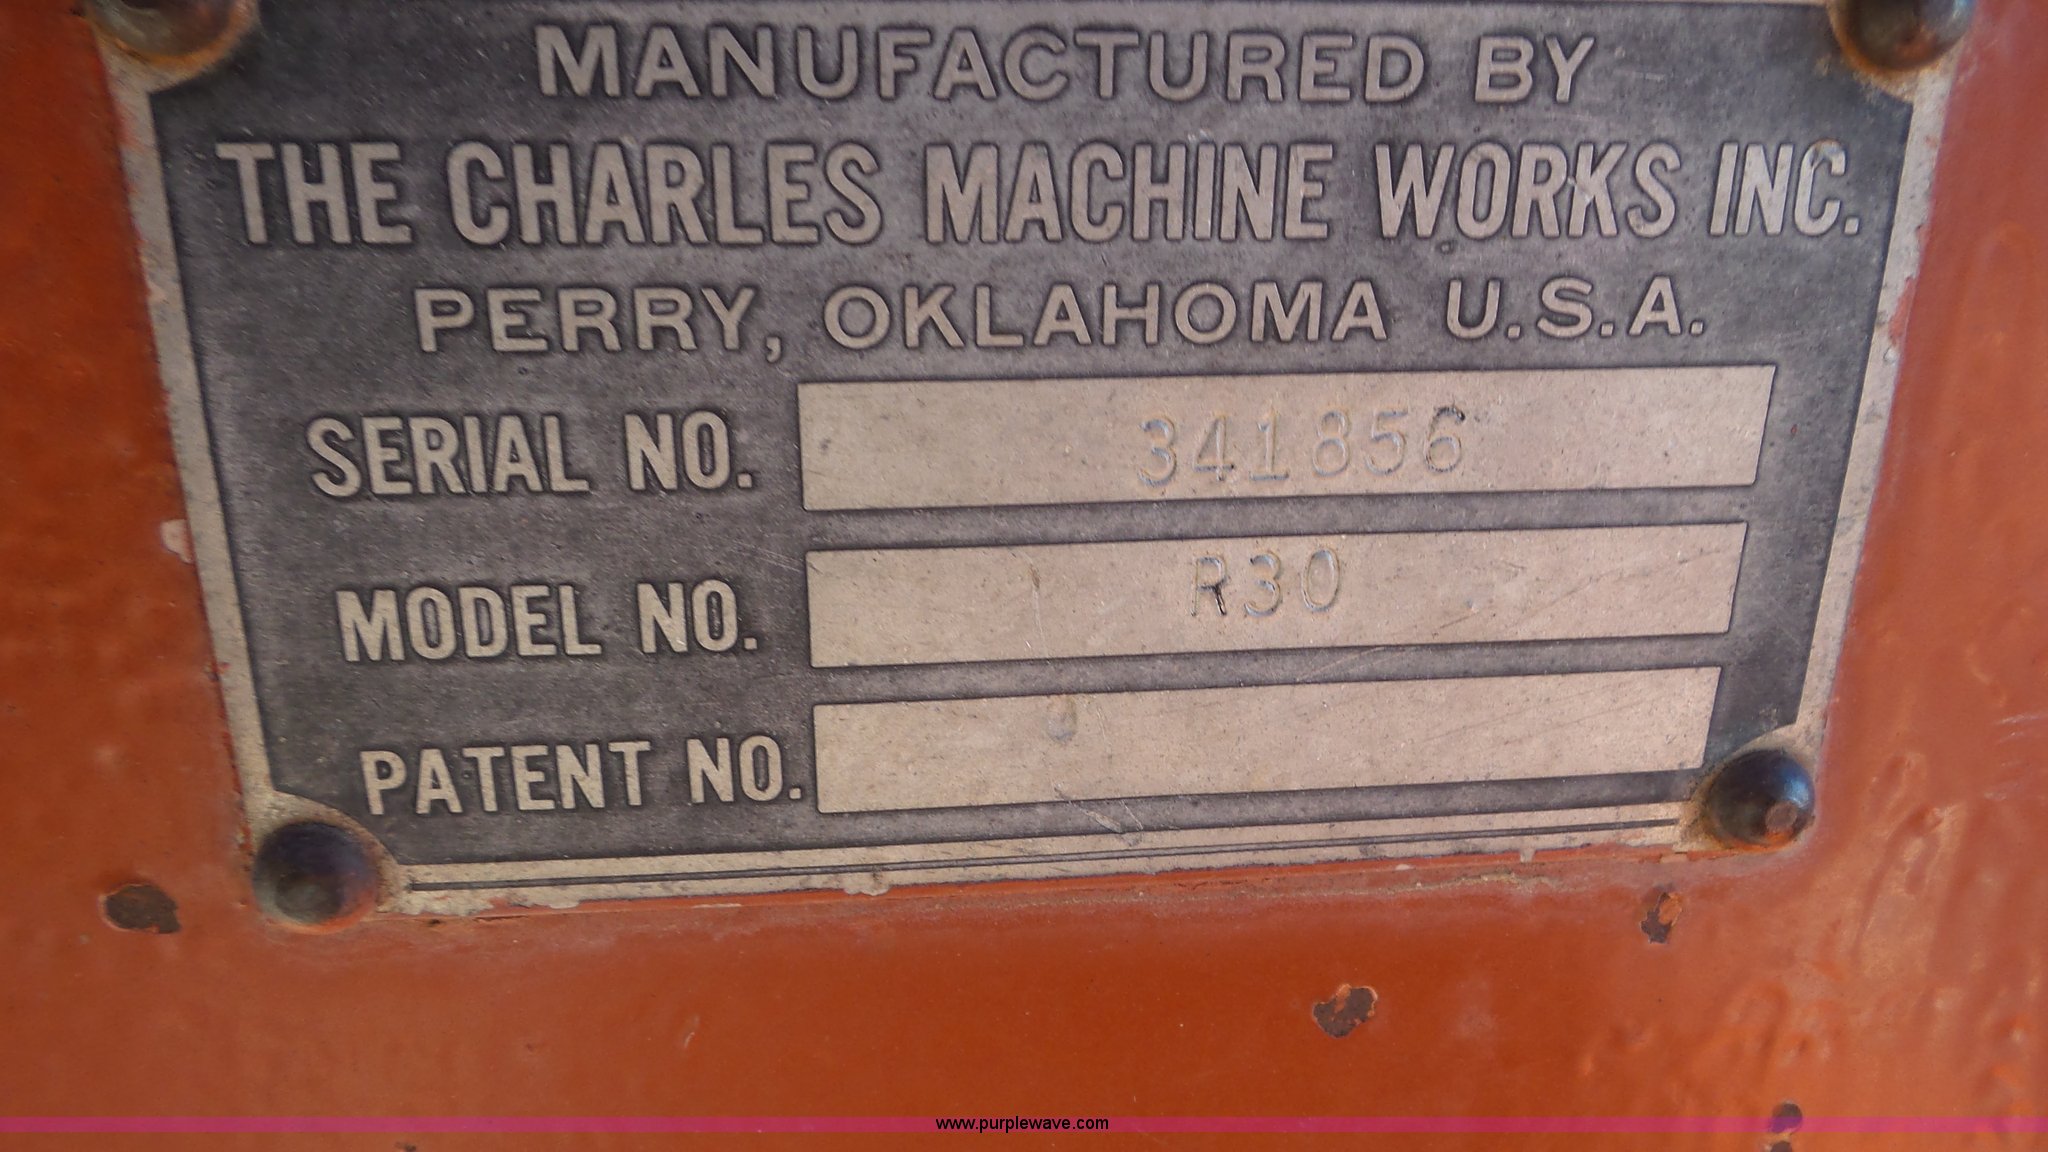 MANUFACTURED BY
THE CHARLES MACHINE WORKS INC.
PERRY, OKLAHOMA U.S.A.
SERIAL NO. 341856
MODEL NO. R30
PATENT NO.
www.purplewave.com